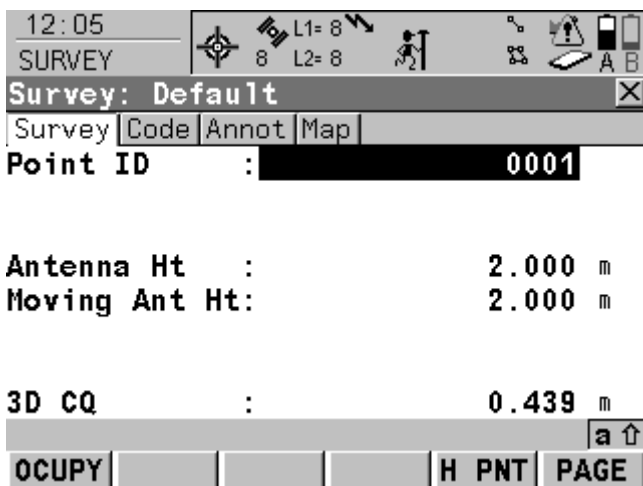 12:05
SURVEY
L1= 8
8 L2= 8
A B
Survey: Default
Survey Code Annot Map
Point ID : 0001
Antenna Ht : 2.000 m
Moving Ant Ht: 2.000 m
3D CQ : 0.439 m
a
OCUPY H PNT PAGE